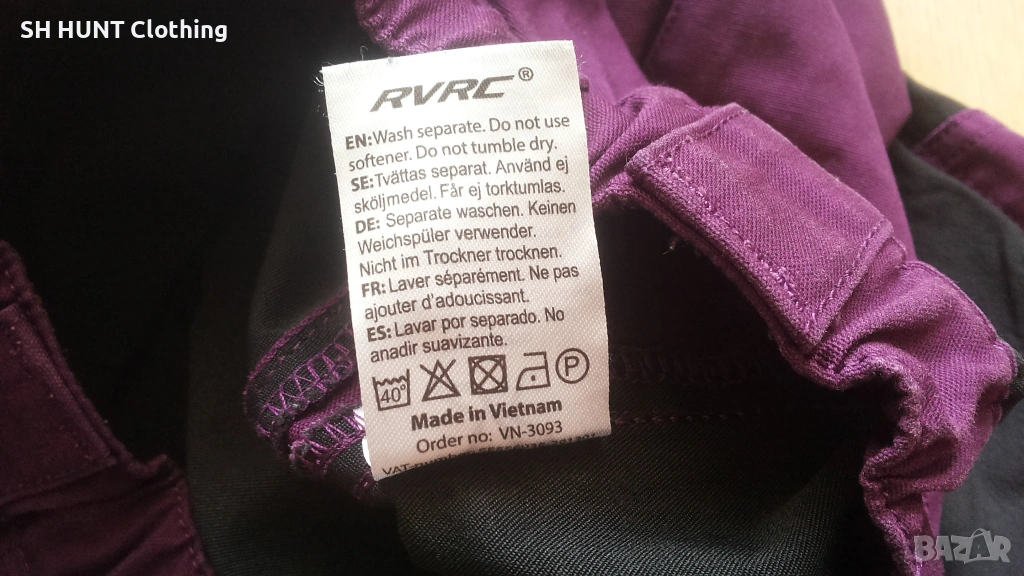 SH HUNT Clothing
RVRC®
EN:Wash separate. Do not use
softener. Do not tumble dry.
SE:Tvättas separat. Använd ej
sköljmedel. Får ej torktumlas.
DE: Separate waschen. Keinen
Weichspüler verwender.
Nicht im Trockner trocknen.
FR: Laver séparément. Ne pas
ajouter d'adoucissant.
ES: Lavar por separado. No
anadir suavizante.
40° P
Made in Vietnam
Order no: VN-3093
BAZAR